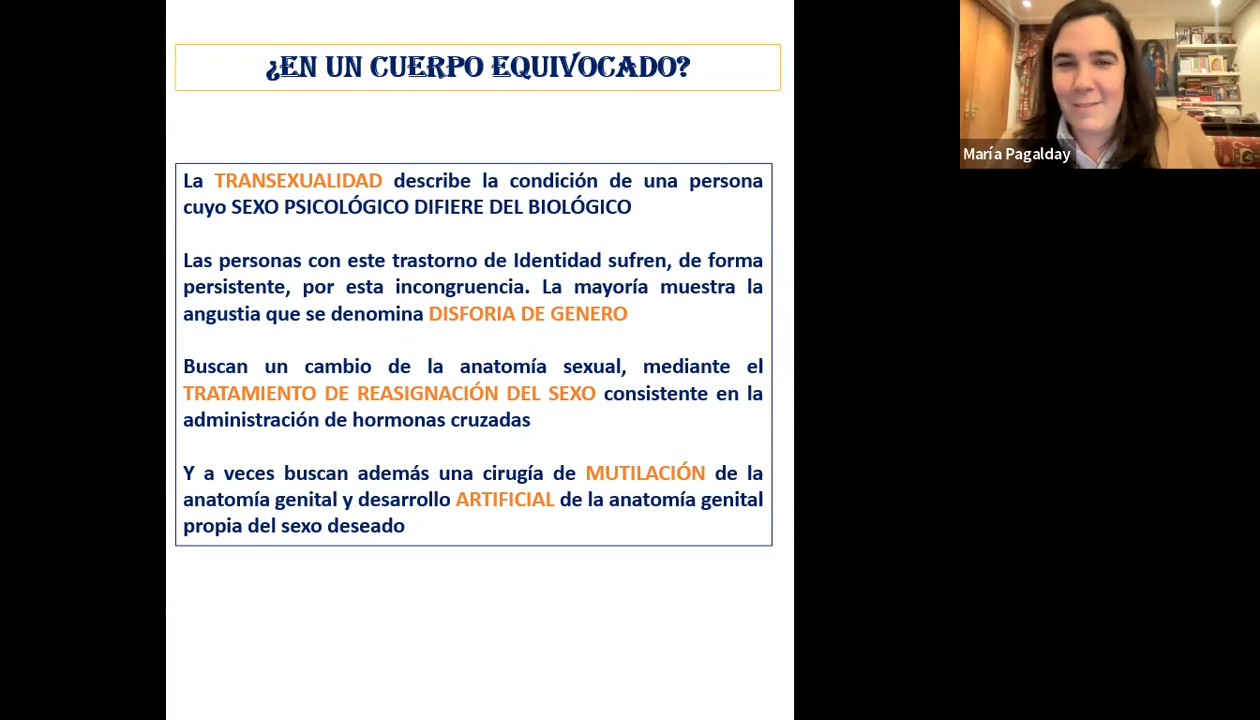 ¿EN UN CUERPO EQUIVOCADO?
La TRANSEXUALIDAD describe la condición de una persona
cuyo SEXO PSICOLÓGICO DIFIERE DEL BIOLÓGICO
Las personas con este trastorno de Identidad sufren, de forma
persistente, por esta incongruencia. La mayoría muestra la
angustia que se denomina DISFORIA DE GENERO
Buscan un cambio de la anatomía sexual, mediante el
TRATAMIENTO DE REASIGNACIÓN DEL SEXO consistente en la
administración de hormonas cruzadas
Y a veces buscan además una cirugía de MUTILACIÓN de la
anatomía genital y desarrollo ARTIFICIAL de la anatomía genital
propia del sexo deseado
María Pagalday